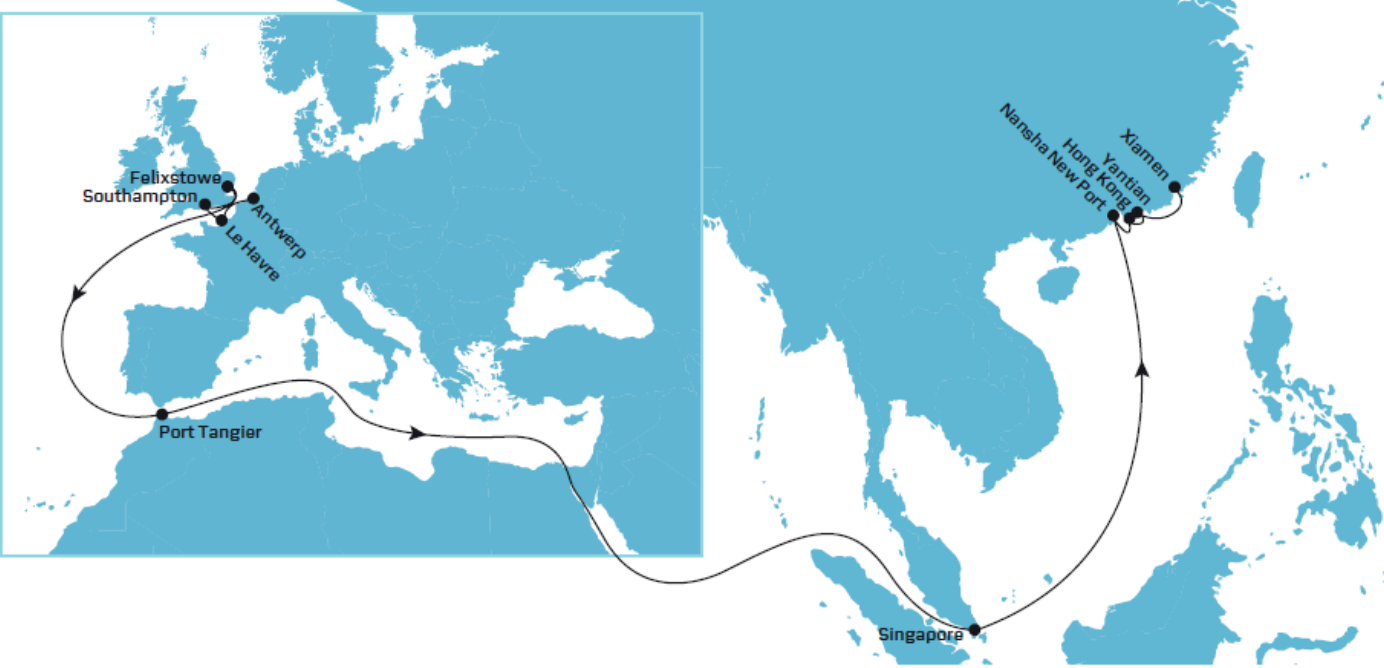 Felixstowe
Southampton
Antwerp
Le Havre
Port Tangier
Singapore
Nansha New Port
Hong Kong
Yantian
Xiamen